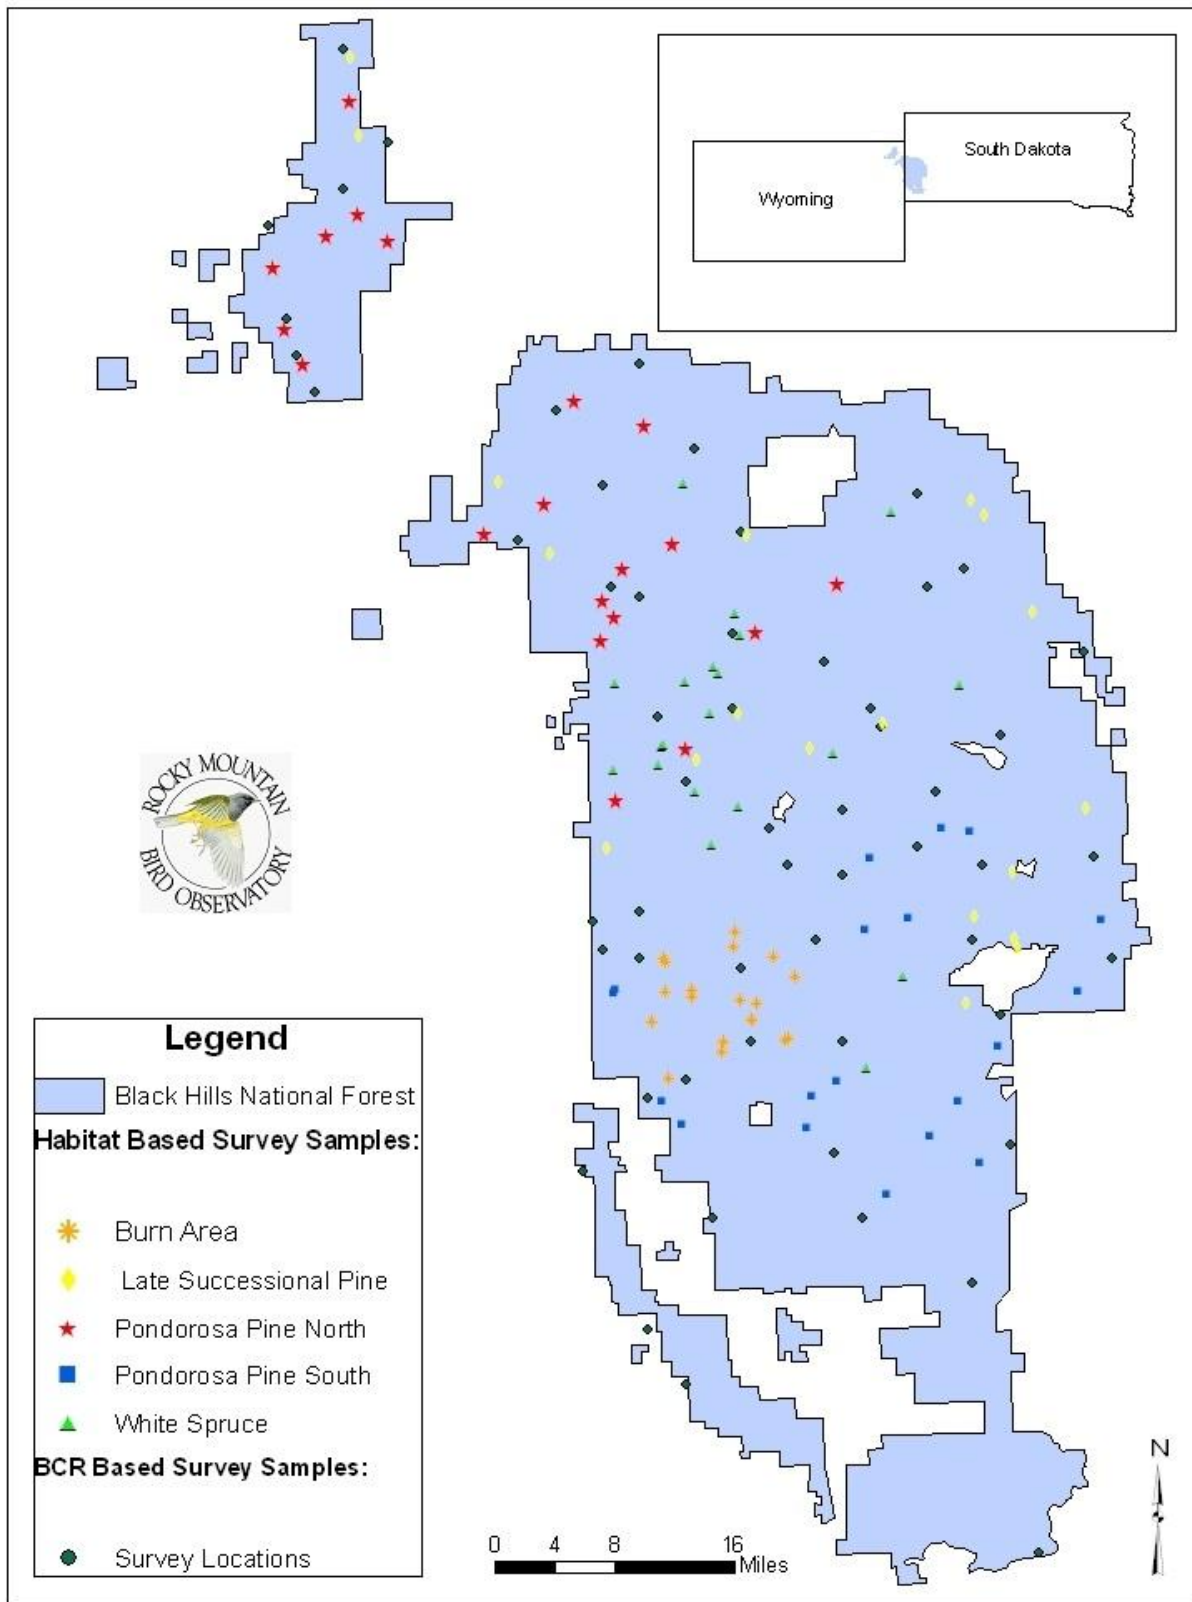 South Dakota
Wyoming
ROCKY MOUNTAIN
BIRD OBSERVATORY
Legend
Black Hills National Forest
Habitat Based Survey Samples:
Burn Area
Late Successional Pine
Pondorosa Pine North
Pondorosa Pine South
White Spruce
BCR Based Survey Samples:
Survey Locations
N
0 4 8 16
Miles